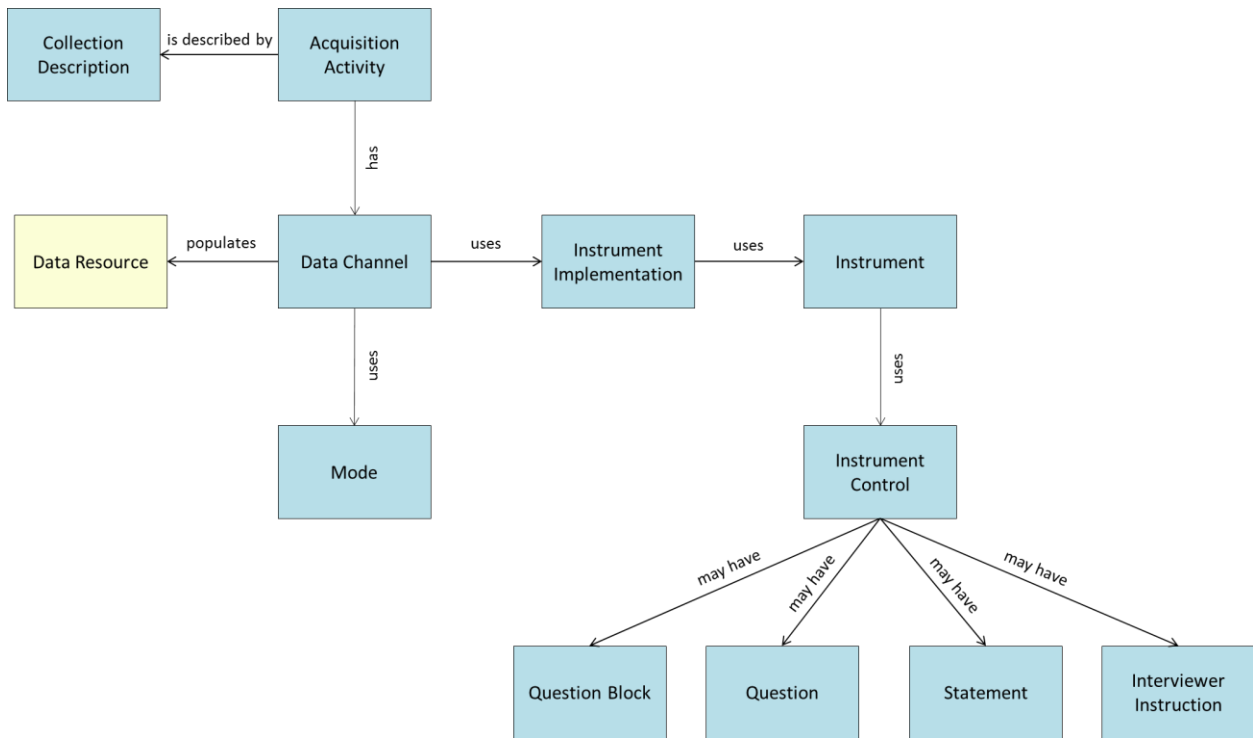 Collection
Description
is described by
Acquisition
Activity
has
Data Resource
populates
Data Channel
uses
Instrument
Implementation
uses
Instrument
uses
uses
Mode
Instrument
Control
may have
may have
may have
may have
Question Block
Question
Statement
Interviewer
Instruction